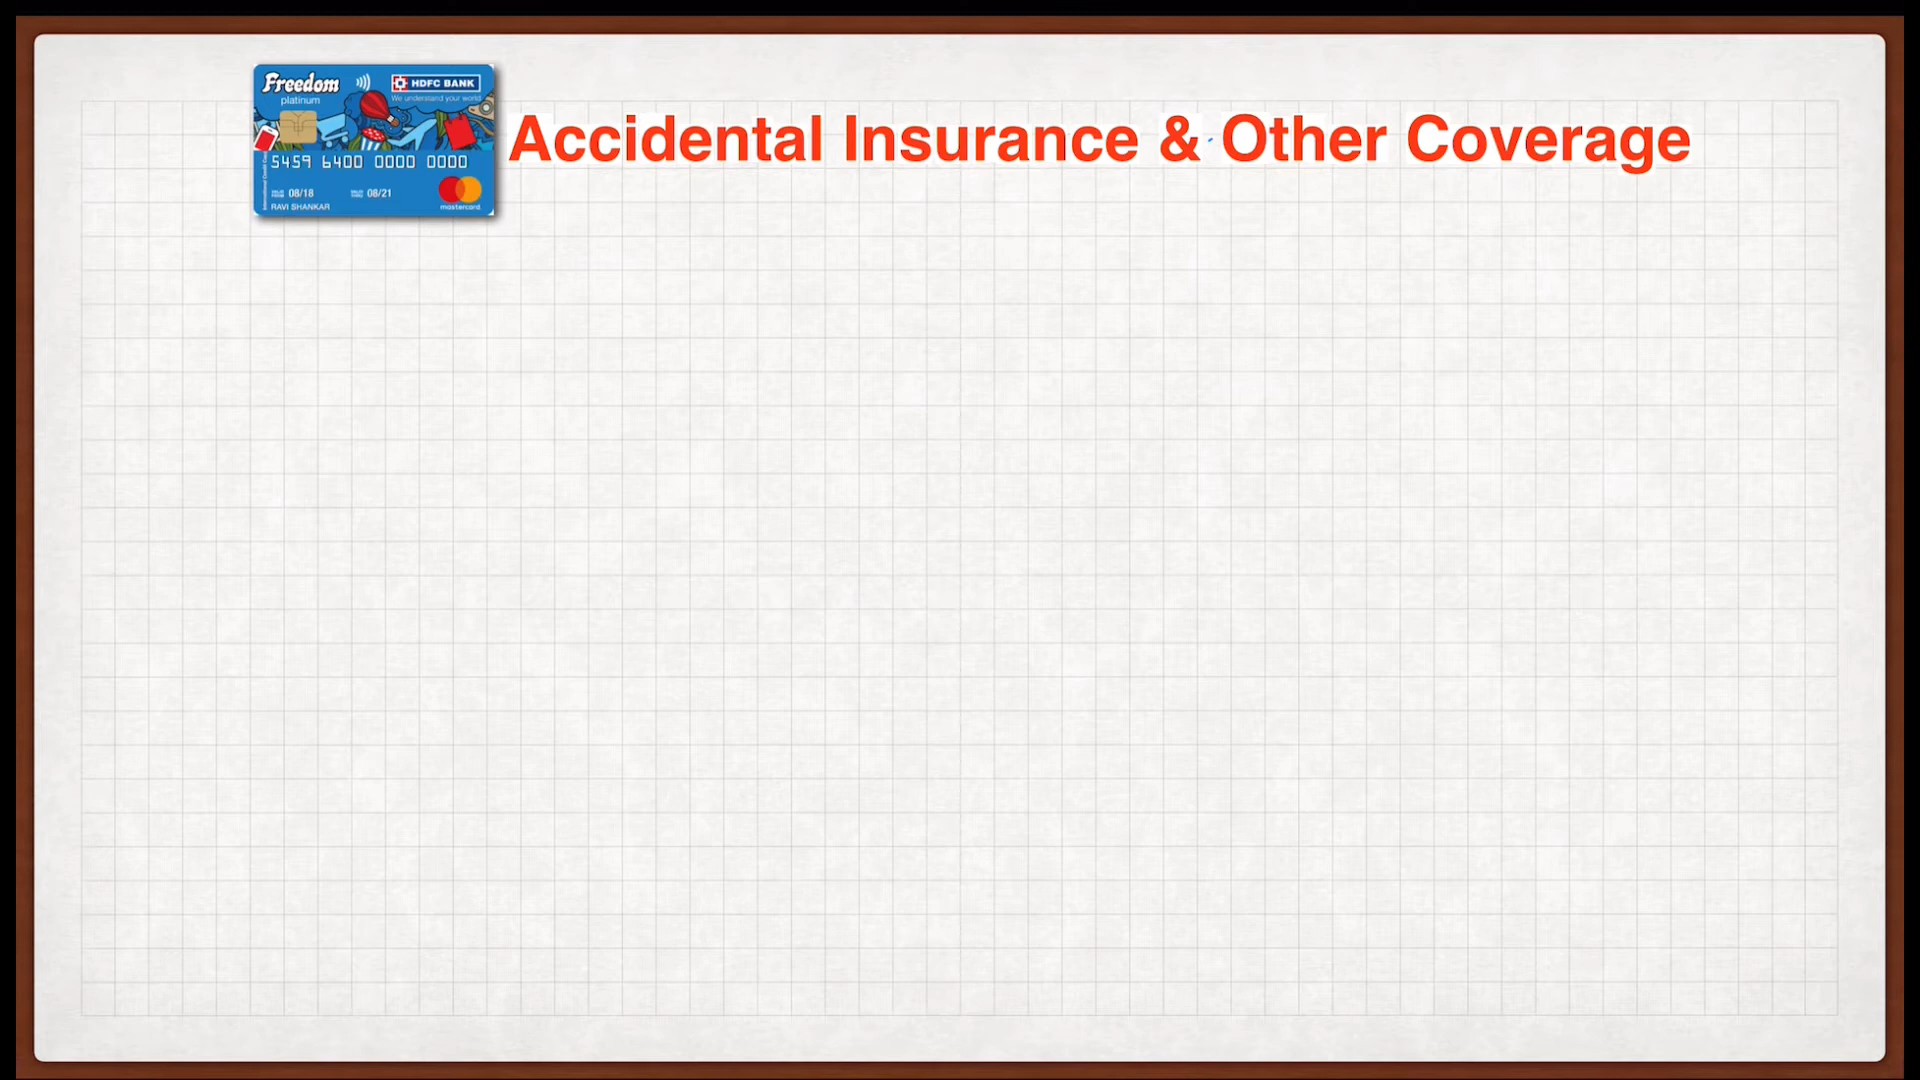 Freedom
platinum
HDFC BANK
We understand your world
Accidental Insurance & Other Coverage
5459 6400 0000 0000
08/18
08/21
RAVI SHANKAR
mastercard